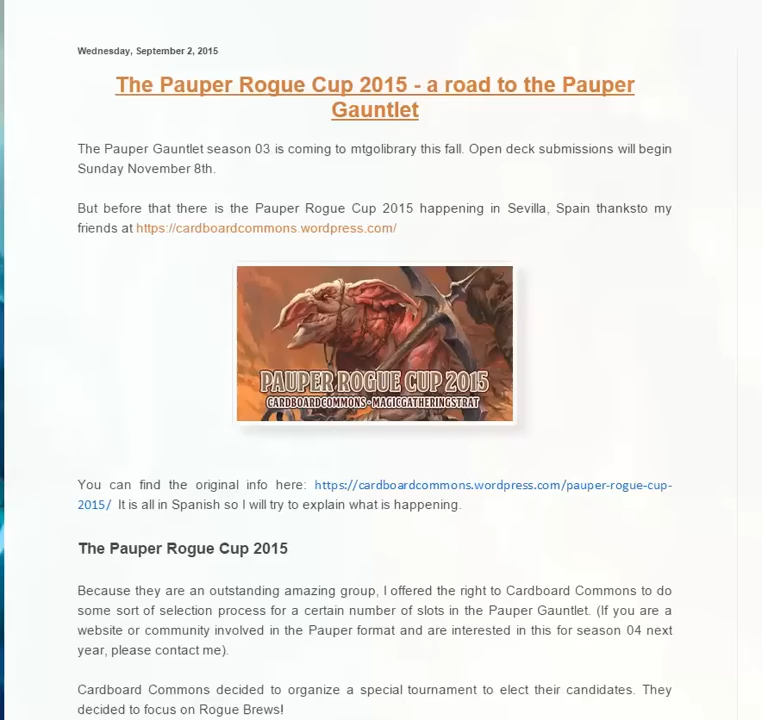 Wednesday, September 2, 2015
The Pauper Rogue Cup 2015 - a road to the Pauper
Gauntlet
The Pauper Gauntlet season 03 is coming to mtgolibrary this fall. Open deck submissions will begin
Sunday November 8th.
But before that there is the Pauper Rogue Cup 2015 happening in Sevilla, Spain thanksto my
friends at https://cardboardcommons.wordpress.com/
PAUPER ROGUE CUP 2015
CARDBOARDCOMMONS • MAGICGATHERINGSTRAT
You can find the original info here: https://cardboardcommons.wordpress.com/pauper-rogue-cup-
2015/ It is all in Spanish so I will try to explain what is happening.
The Pauper Rogue Cup 2015
Because they are an outstanding amazing group, I offered the right to Cardboard Commons to do
some sort of selection process for a certain number of slots in the Pauper Gauntlet. (If you are a
website or community involved in the Pauper format and are interested in this for season 04 next
year, please contact me).
Cardboard Commons decided to organize a special tournament to elect their candidates. They
decided to focus on Rogue Brews!